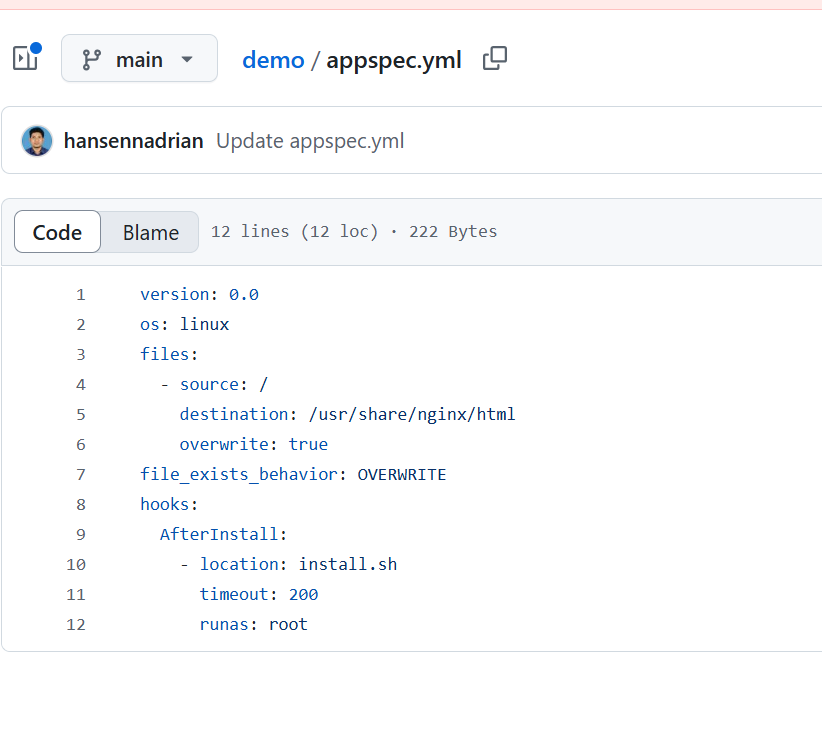 main
demo / appspec.yml
hansennadrian Update appspec.yml
Code Blame 12 lines (12 loc) · 222 Bytes
1 version: 0.0
2 os: linux
3 files:
4   - source: /
5     destination: /usr/share/nginx/html
6     overwrite: true
7 file_exists_behavior: OVERWRITE
8 hooks:
9   AfterInstall:
10     - location: install.sh
11       timeout: 200
12       runas: root